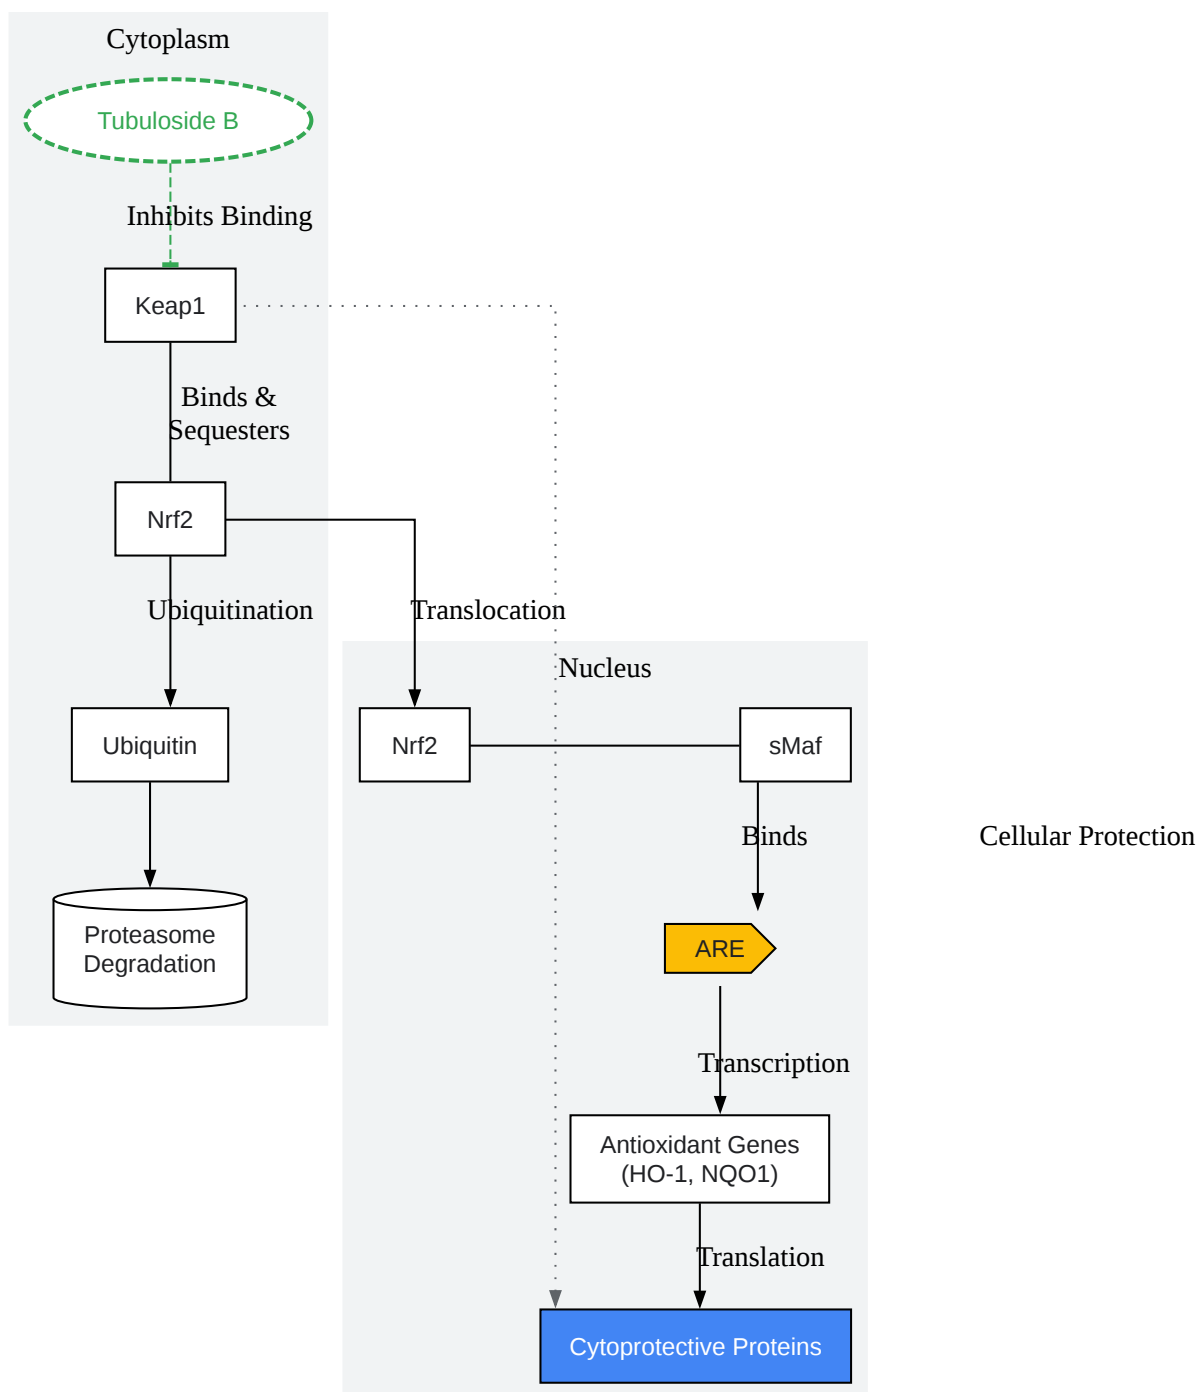 Cytoplasm
Tubuloside B
Inhibits Binding
Keap1
Binds &
Sequesters
Nrf2
Ubiquitination
Translocation
Nucleus
Ubiquitin
Nrf2
sMaf
Binds
Cellular Protection
Proteasome
Degradation
ARE
Transcription
Antioxidant Genes
(HO-1, NQO1)
Translation
Cytoprotective Proteins